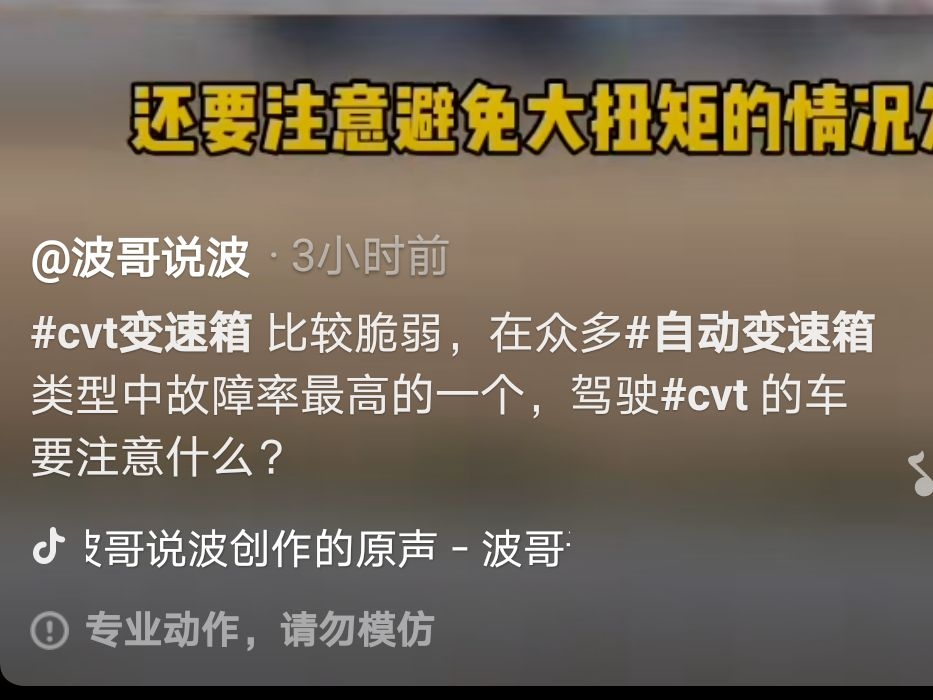 还要注意避免大扭矩的情况
@波哥说波 · 3小时前
#cvt变速箱 比较脆弱，在众多#自动变速箱
类型中故障率最高的一个，驾驶#cvt 的车
要注意什么？
哥说波创作的原声 - 波哥
专业动作，请勿模仿